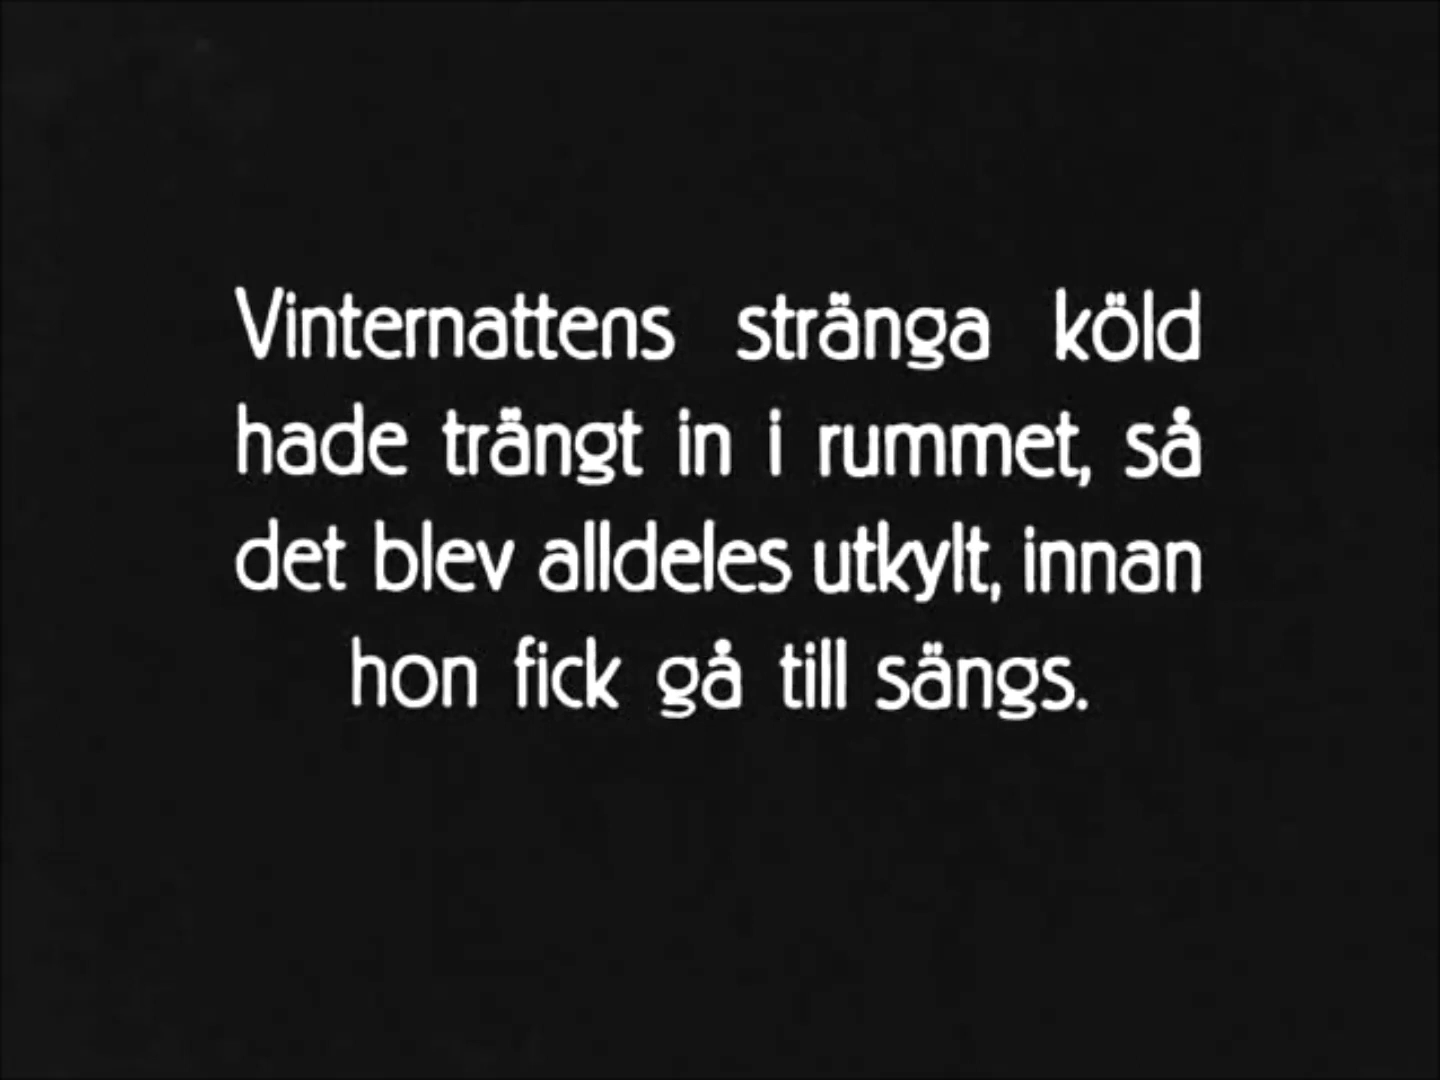 Vinternattens stränga köld
hade trängt in i rummet, så
det blev alldeles utkylt, innan
hon fick gå till sängs.